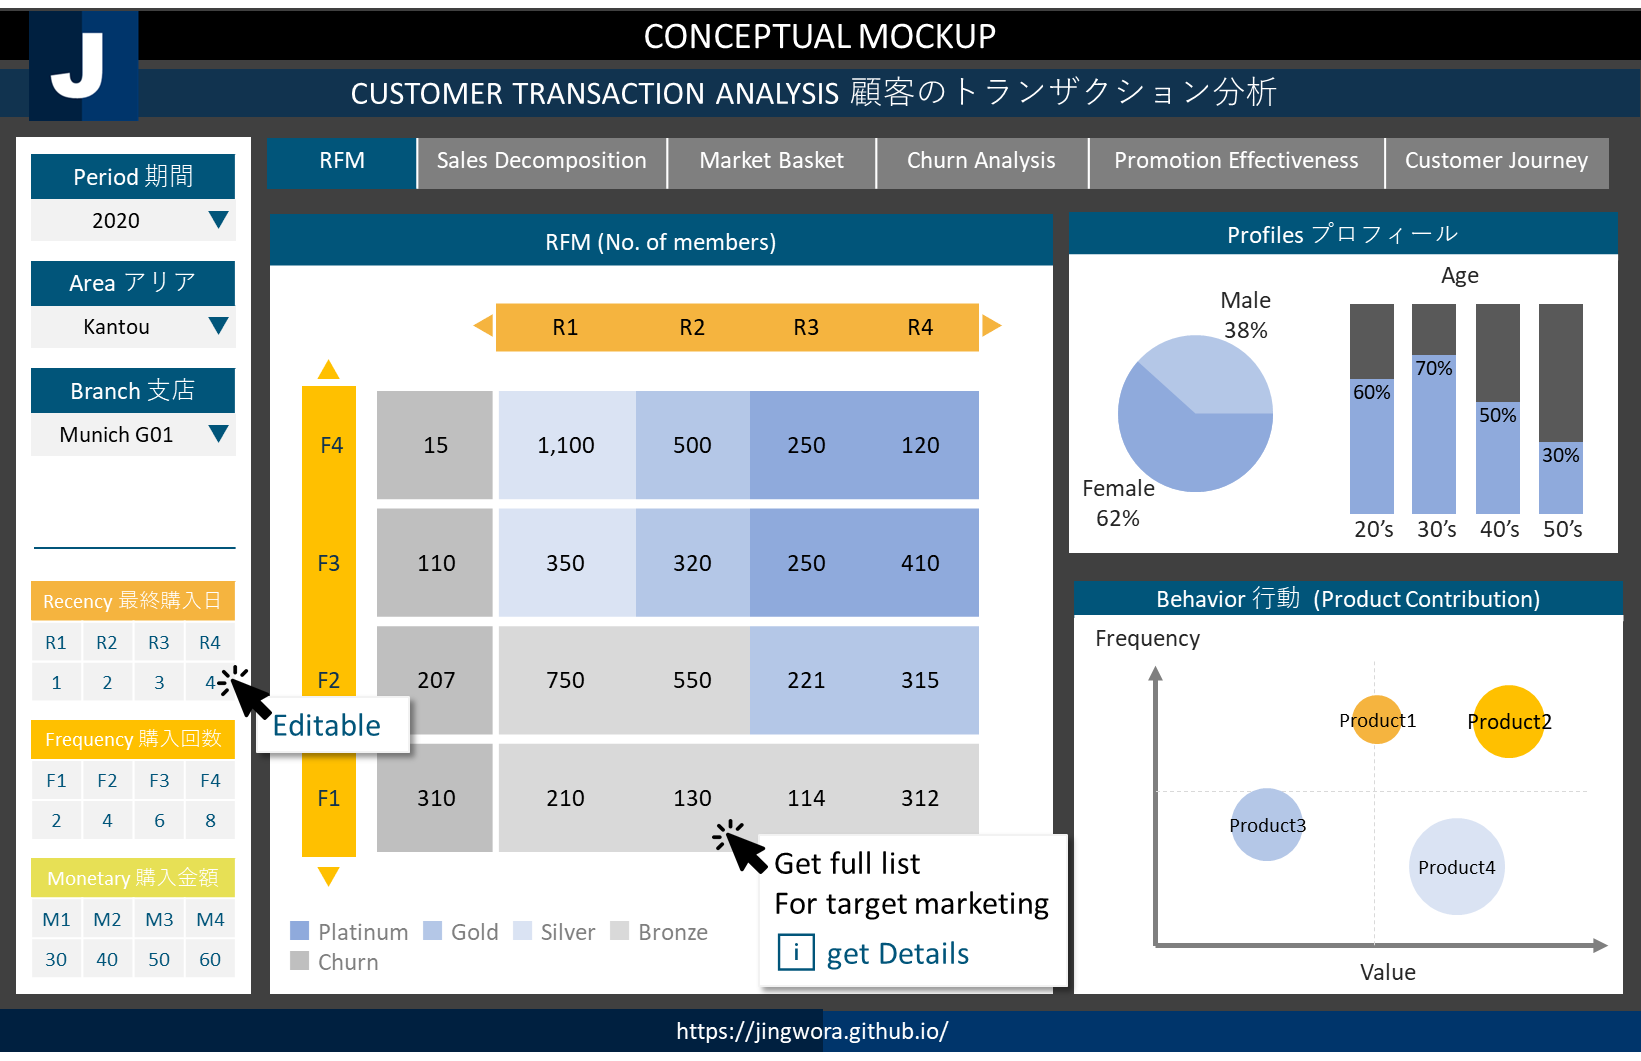 CONCEPTUAL MOCKUP
J
CUSTOMER TRANSACTION ANALYSIS 顧客のトランザクション分析
Period 期間
2020
Area アリア
Kantou
Branch 支店
Munich G01
Recency 最終購入日
R1 R2 R3 R4
1 2 3 4
Editable
Frequency 購入回数
F1 F2 F3 F4
2 4 6 8
Monetary 購入金額
M1 M2 M3 M4
30 40 50 60
RFM Sales Decomposition Market Basket Churn Analysis Promotion Effectiveness Customer Journey
RFM (No. of members)
R1 R2 R3 R4
F4 15 1,100 500 250 120
F3 110 350 320 250 410
F2 207 750 550 221 315
F1 310 210 130 114 312
Get full list
For target marketing
i get Details
Platinum Gold Silver Bronze
Churn
Profiles プロフィール
Age
Male
38%
Female
62%
60% 70% 50% 30%
20’s 30’s 40’s 50’s
Behavior 行動 (Product Contribution)
Frequency
Product1 Product2
Product3
Product4
Value
https://jingwora.github.io/